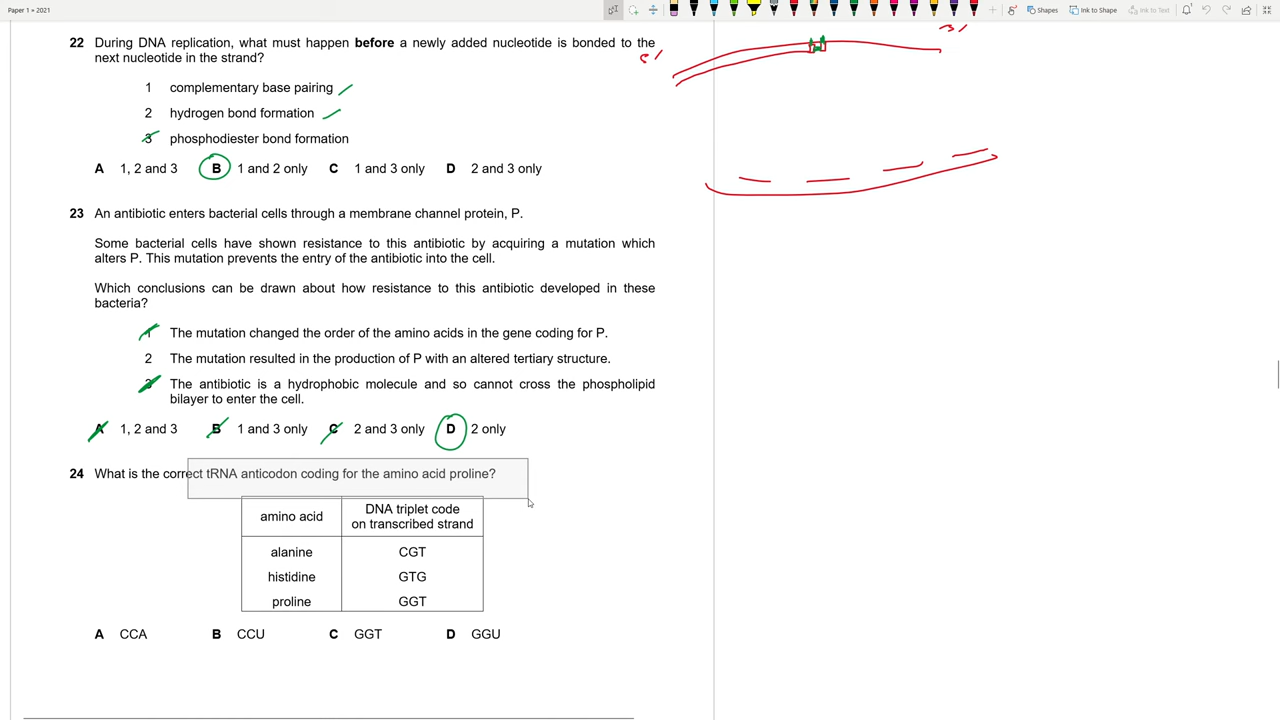 Paper 1 • 2021
Shapes Ink to Shape Ink to Text
22 During DNA replication, what must happen before a newly added nucleotide is bonded to the
next nucleotide in the strand?
1 complementary base pairing
2 hydrogen bond formation
3 phosphodiester bond formation
A 1, 2 and 3 B 1 and 2 only C 1 and 3 only D 2 and 3 only
5'
3'
23 An antibiotic enters bacterial cells through a membrane channel protein, P.
Some bacterial cells have shown resistance to this antibiotic by acquiring a mutation which
alters P. This mutation prevents the entry of the antibiotic into the cell.
Which conclusions can be drawn about how resistance to this antibiotic developed in these
bacteria?
1 The mutation changed the order of the amino acids in the gene coding for P.
2 The mutation resulted in the production of P with an altered tertiary structure.
3 The antibiotic is a hydrophobic molecule and so cannot cross the phospholipid
bilayer to enter the cell.
A 1, 2 and 3 B 1 and 3 only C 2 and 3 only D 2 only
24 What is the correct tRNA anticodon coding for the amino acid proline?
amino acid DNA triplet code
on transcribed strand
alanine CGT
histidine GTG
proline GGT
A CCA B CCU C GGT D GGU